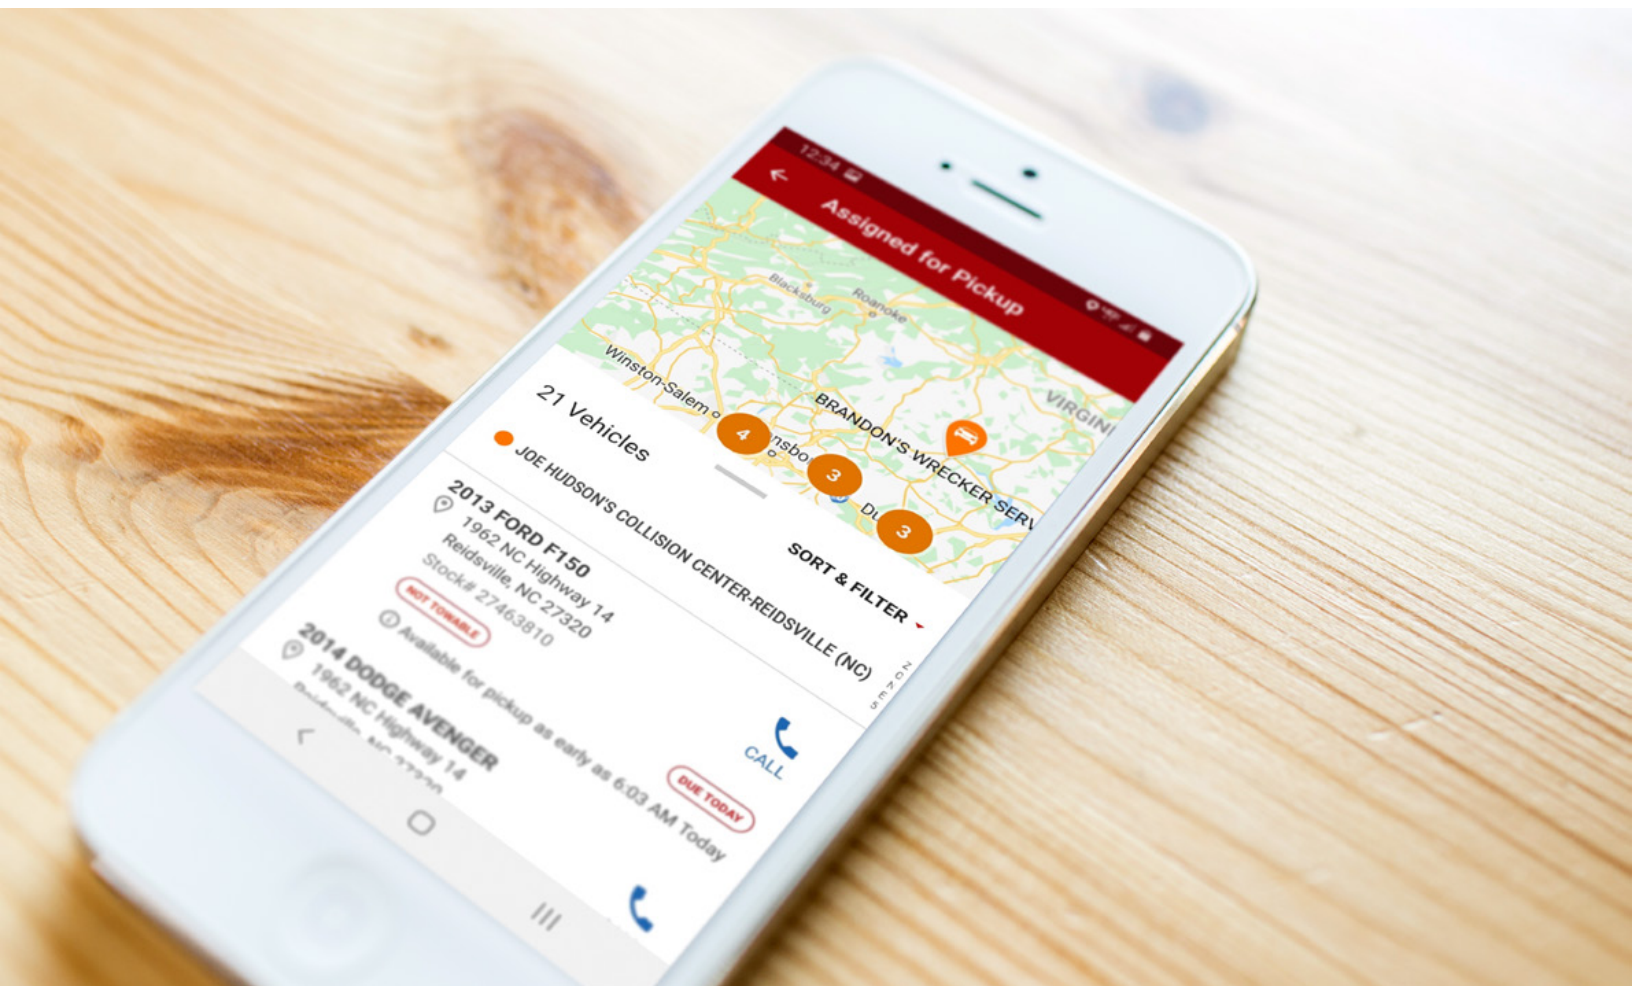 12:34
Assigned for Pickup
Blacksburg
Roanoke
VIRGINI
Winston-Salem
BRANDON'S WRECKER SERV
4
nsbo
3
Du
3
21 Vehicles
SORT & FILTER
JOE HUDSON'S COLLISION CENTER-REIDSVILLE (NC)
ZONES
2013 FORD F150
1962 NC Highway 14
Reidsville, NC 27320
Stock# 27463810
CALL
NOT TOWABLE
DUE TODAY
Available for pickup as early as 6:03 AM Today
2014 DODGE AVENGER
1962 NC Highway 14